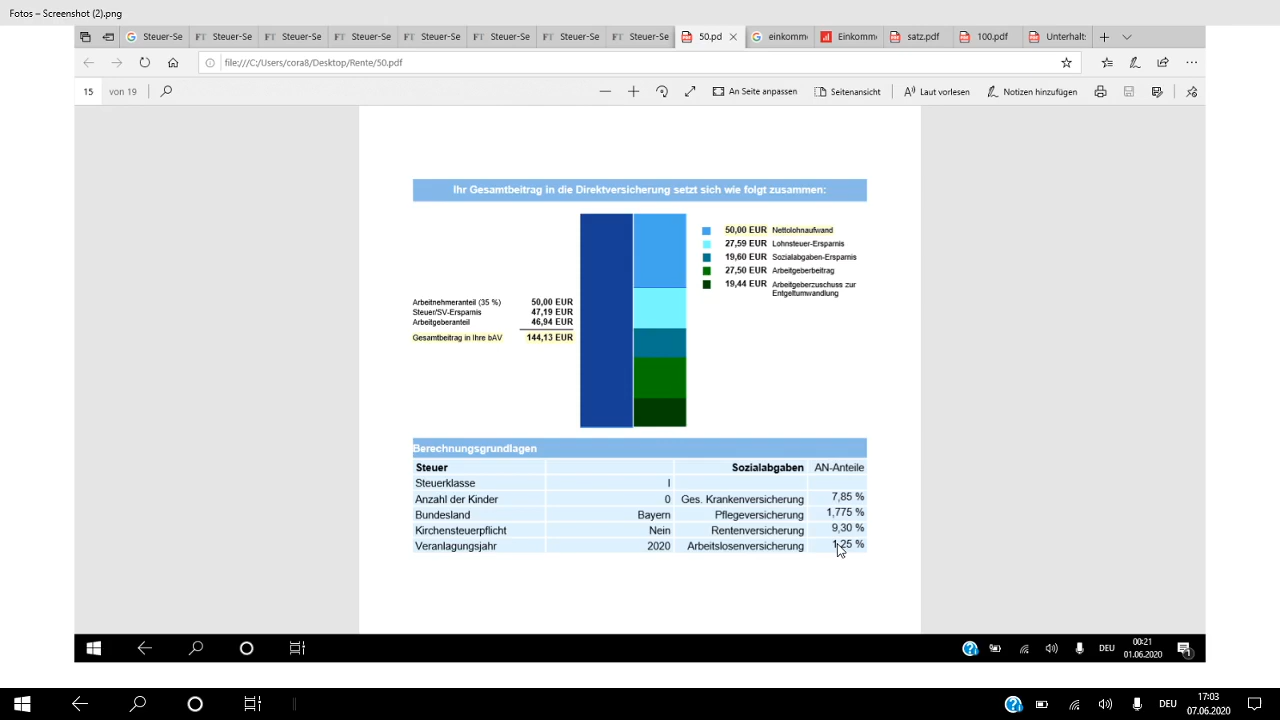 Fotos – Screenshot (2).png
Steuer-Se
Steuer-Se
Steuer-Se
Steuer-Se
Steuer-Se
Steuer-Se
Steuer-Se
Steuer-Se
50.pd
einkomm
Einkomm
satz.pdf
100.pdf
Unterhalt:
file:///C:/Users/cora8/Desktop/Rente/50.pdf
15 von 19
An Seite anpassen
Seitenansicht
Laut vorlesen
Notizen hinzufügen
Ihr Gesamtbeitrag in die Direktversicherung setzt sich wie folgt zusammen:
50,00 EUR Nettolohnaufwand
27,59 EUR Lohnsteuer-Ersparnis
19,60 EUR Sozialabgaben-Ersparnis
27,50 EUR Arbeitgeberbeitrag
19,44 EUR Arbeitgeberzuschuss zur
Entgeltumwandlung
Arbeitnehmeranteil (35 %) 50,00 EUR
Steuer/SV-Ersparnis 47,19 EUR
Arbeitgeberanteil 46,94 EUR
Gesamtbeitrag in Ihre bAV 144,13 EUR
Berechnungsgrundlagen
Steuer Sozialabgaben AN-Anteile
Steuerklasse I
Anzahl der Kinder 0 Ges. Krankenversicherung 7,85 %
Bundesland Bayern Pflegeversicherung 1,775 %
Kirchensteuerpflicht Nein Rentenversicherung 9,30 %
Veranlagungsjahr 2020 Arbeitslosenversicherung 1,25 %
DEU
00:21
01.06.2020
1
DEU
17:03
07.06.2020